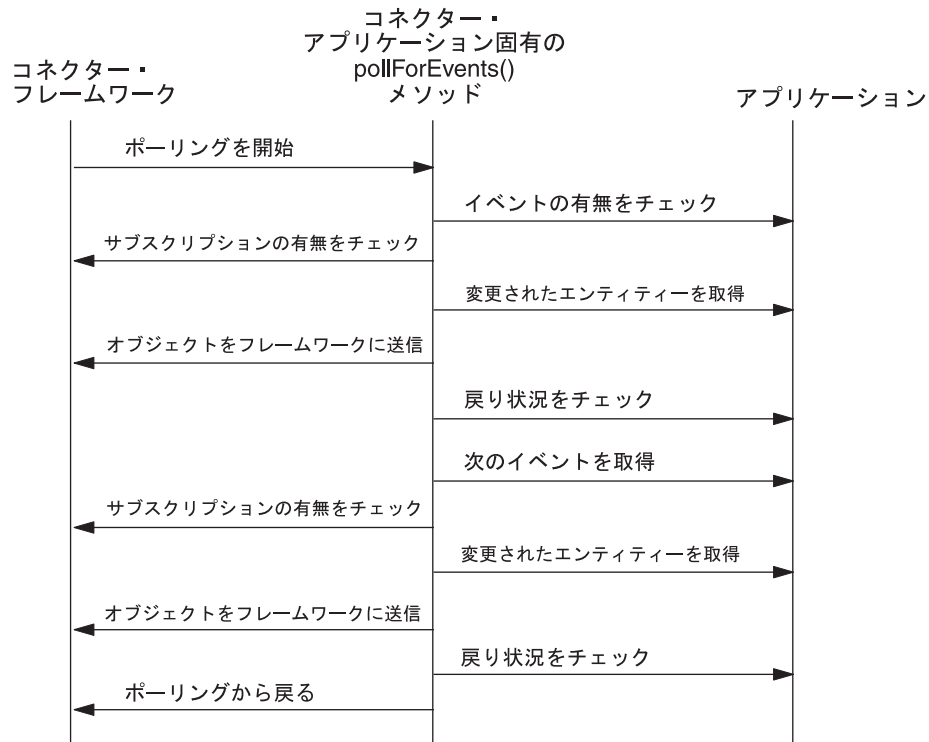 コネクター・
フレームワーク
コネクター・
アプリケーション固有の
pollForEvents()
メソッド
アプリケーション
ポーリングを開始
イベントの有無をチェック
サブスクリプションの有無をチェック
変更されたエンティティーを取得
オブジェクトをフレームワークに送信
戻り状況をチェック
次のイベントを取得
サブスクリプションの有無をチェック
変更されたエンティティーを取得
オブジェクトをフレームワークに送信
戻り状況をチェック
ポーリングから戻る